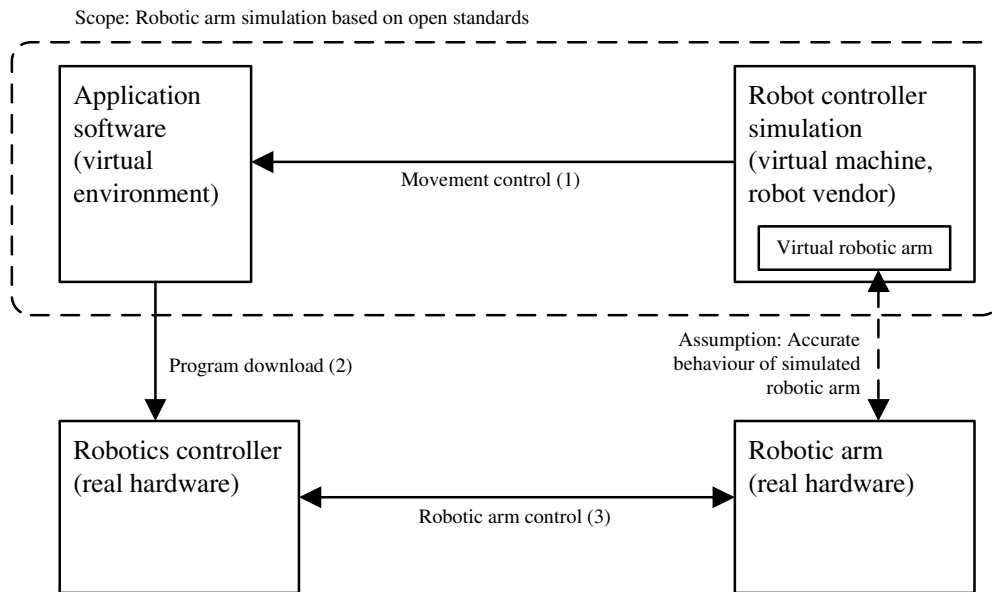 Scope: Robotic arm simulation based on open standards
Application
software
(virtual
environment)
Robot controller
simulation
(virtual machine,
robot vendor)
Movement control (1)
Virtual robotic arm
Program download (2)
Assumption: Accurate
behaviour of simulated
robotic arm
Robotics controller
(real hardware)
Robotic arm
(real hardware)
Robotic arm control (3)